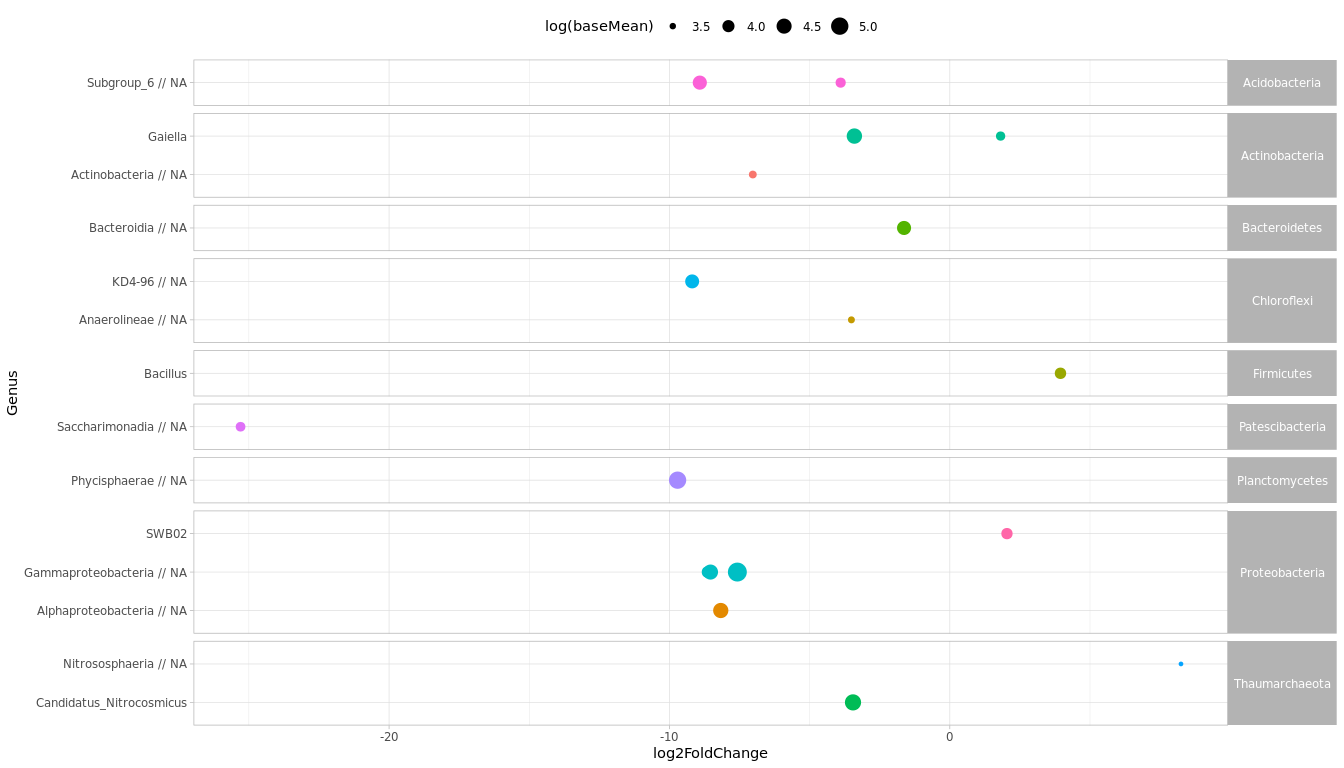 log(baseMean) 3.5 4.0 4.5 5.0
Subgroup_6 // NA
Acidobacteria
Gaiella
Actinobacteria // NA
Actinobacteria
Bacteroidia // NA
Bacteroidetes
KD4-96 // NA
Anaerolineae // NA
Chloroflexi
Bacillus
Firmicutes
Saccharimonadia // NA
Patescibacteria
Phycisphaerae // NA
Planctomycetes
SWB02
Gammaproteobacteria // NA
Alphaproteobacteria // NA
Proteobacteria
Nitrososphaeria // NA
Candidatus_Nitrocosmicus
Thaumarchaeota
Genus
-20 -10 0
log2FoldChange